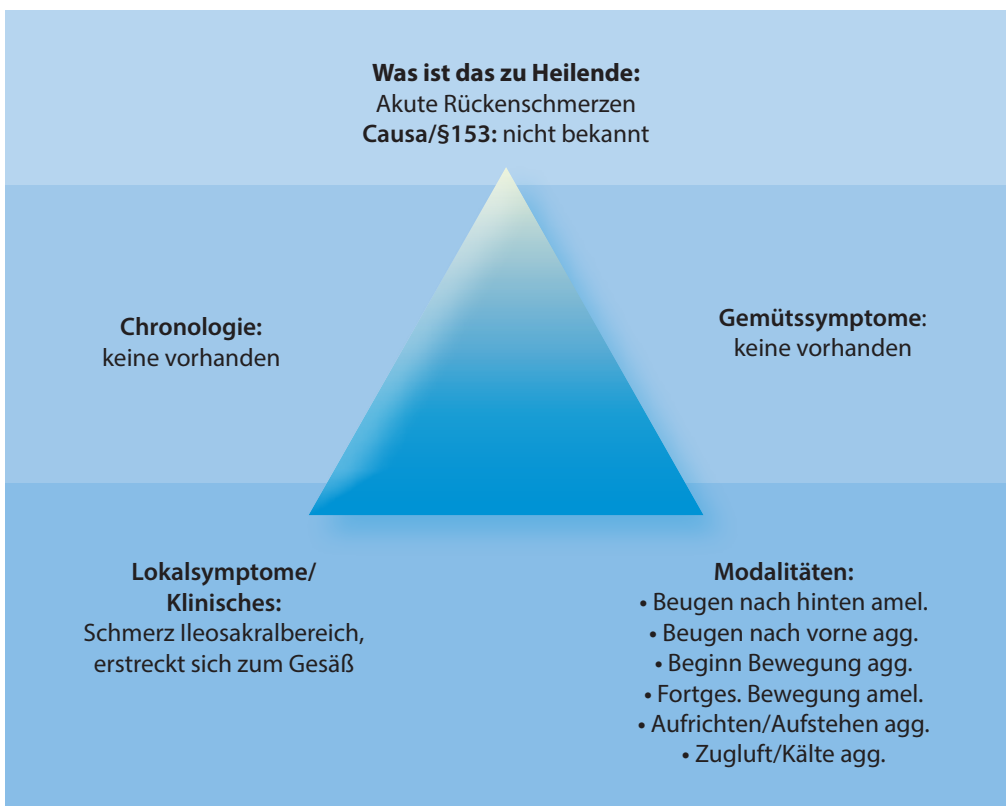 Was ist das zu Heilende:
Akute Rückenschmerzen
Causa/§153: nicht bekannt
Chronologie:
keine vorhanden
Gemütssymptome:
keine vorhanden
Lokalsymptome/
Klinisches:
Schmerz Ileosakralbereich,
erstreckt sich zum Gesäß
Modalitäten:
• Beugen nach hinten amel.
• Beugen nach vorne agg.
• Beginn Bewegung agg.
• Fortges. Bewegung amel.
• Aufrichten/Aufstehen agg.
• Zugluft/Kälte agg.